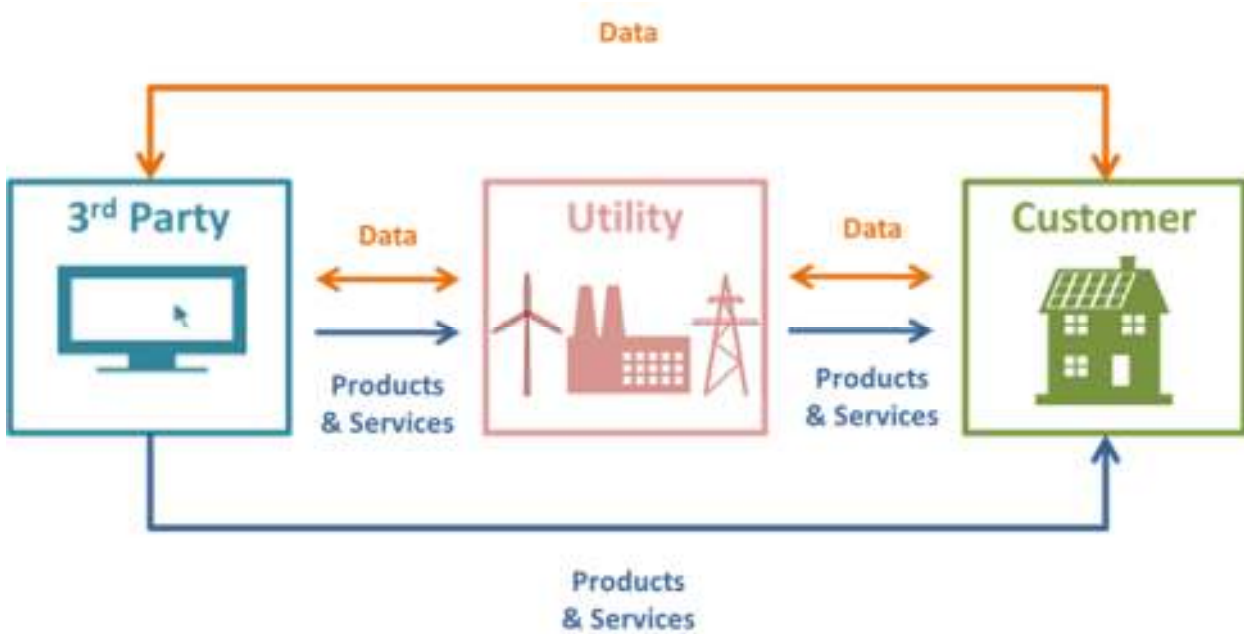 Data
3rd Party
Utility
Customer
Data
Data
Products
& Services
Products
& Services
Products
& Services